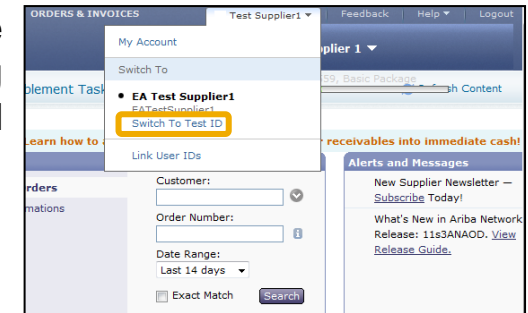 ORDERS & INVOICES Test Supplier1 Feedback Help Logout
My Account
plier 1
Switch To
59, Basic Package
plement Task
sh Content
• EA Test Supplier1
EATestSupplier1
Switch To Test ID
Learn how to
receivables into immediate cash!
Link User IDs
Alerts and Messages
rders
Customer:
New Supplier Newsletter —
Subscribe Today!
mations
Order Number:
What's New in Ariba Network
Release: 11s3ANAOD. View
Release Guide.
Date Range:
Last 14 days
Exact Match Search